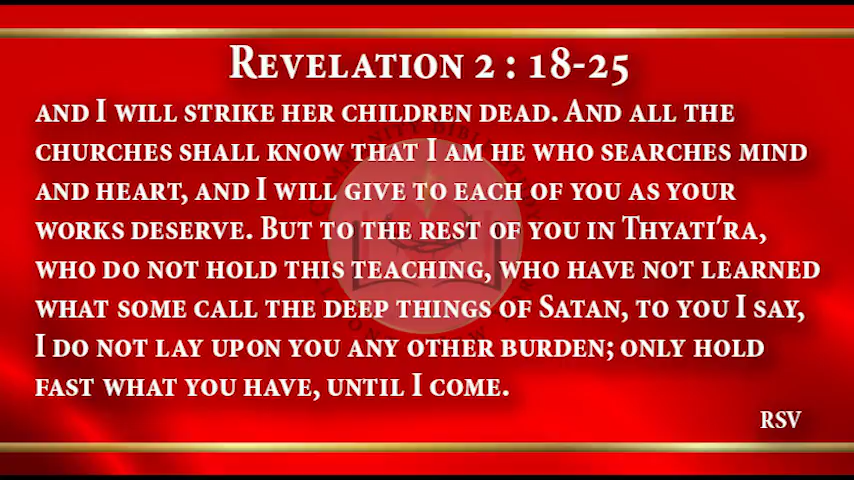 Revelation 2 : 18-25
and I will strike her children dead. And all the
churches shall know that I am he who searches mind
and heart, and I will give to each of you as your
works deserve. But to the rest of you in Thyati'ra,
who do not hold this teaching, who have not learned
what some call the deep things of Satan, to you I say,
I do not lay upon you any other burden; only hold
fast what you have, until I come.
RSV